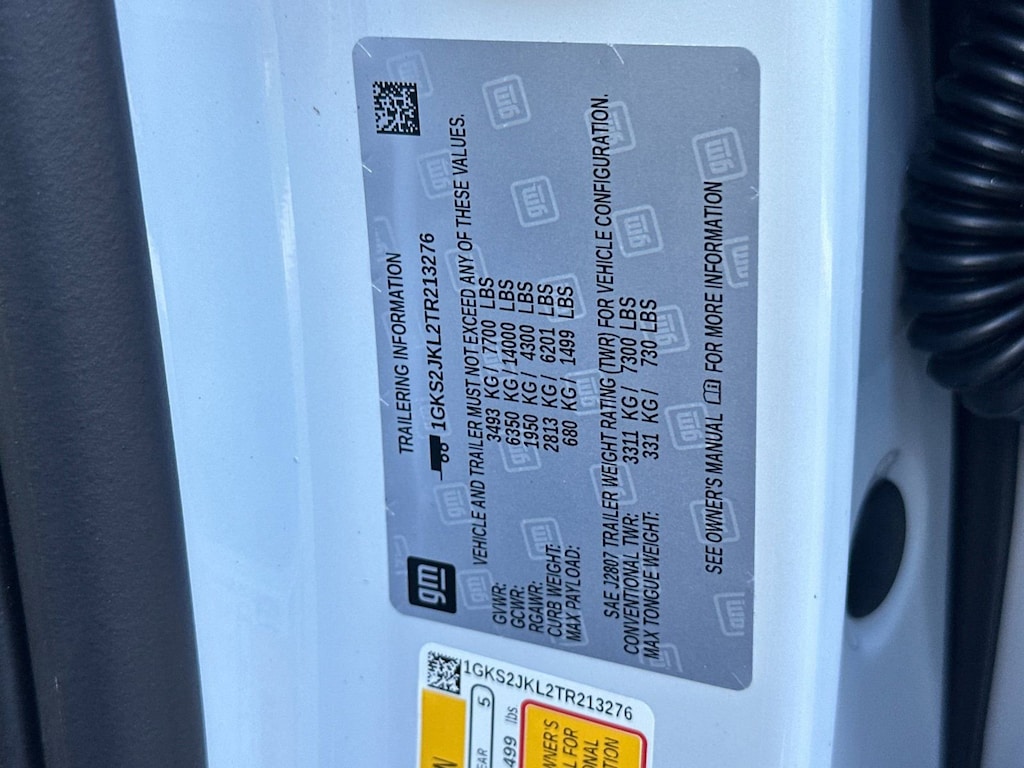 gm
TRAILERING INFORMATION
1GKS2JKL2TR213276
VEHICLE AND TRAILER MUST NOT EXCEED ANY OF THESE VALUES.
GVWR: 3493 KG / 7700 LBS
GCWR: 6350 KG / 14000 LBS
RGAWR: 1950 KG / 4300 LBS
CURB WEIGHT: 2813 KG / 6201 LBS
MAX PAYLOAD: 680 KG / 1499 LBS
SAE J2807 TRAILER WEIGHT RATING (TWR) FOR VEHICLE CONFIGURATION.
CONVENTIONAL TWR: 3311 KG / 7300 LBS
MAX TONGUE WEIGHT: 331 KG / 730 LBS
SEE OWNER'S MANUAL FOR MORE INFORMATION
1GKS2JKL2TR213276
5
499 lbs